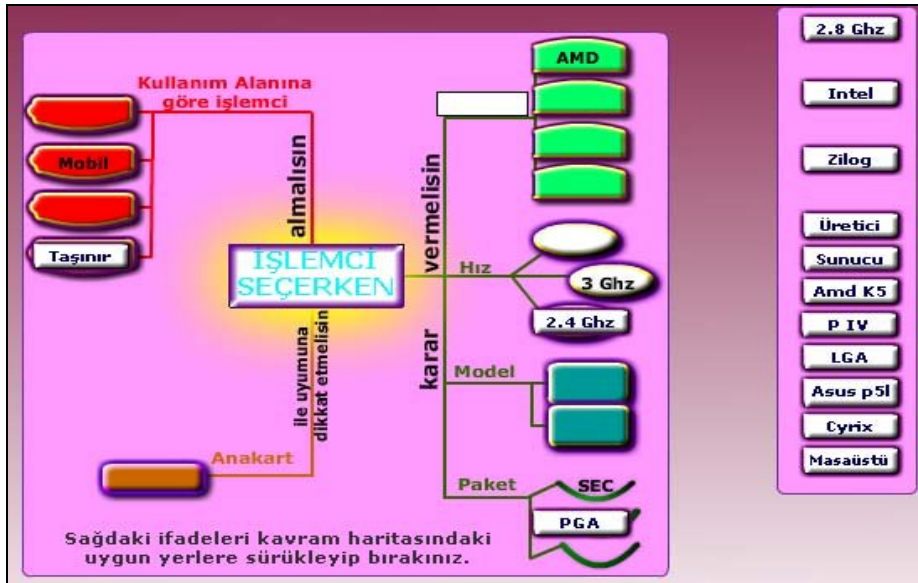 Kullanım Alanına
göre işlemci
Mobil
Taşınır
almalısın
İŞLEMCİ
SEÇERKEN
ile uyumuna
dikkat etmelisin
Anakart
karar
vermelisin
AMD
Hız
3 Ghz
2.4 Ghz
Model
Paket
SEC
PGA
Sağdaki ifadeleri kavram haritasındaki
uygun yerlere sürükleyip bırakınız.
2.8 Ghz
Intel
Zilog
Üretici
Sunucu
Amd K5
P IV
LGA
Asus p5l
Cyrix
Masaüstü